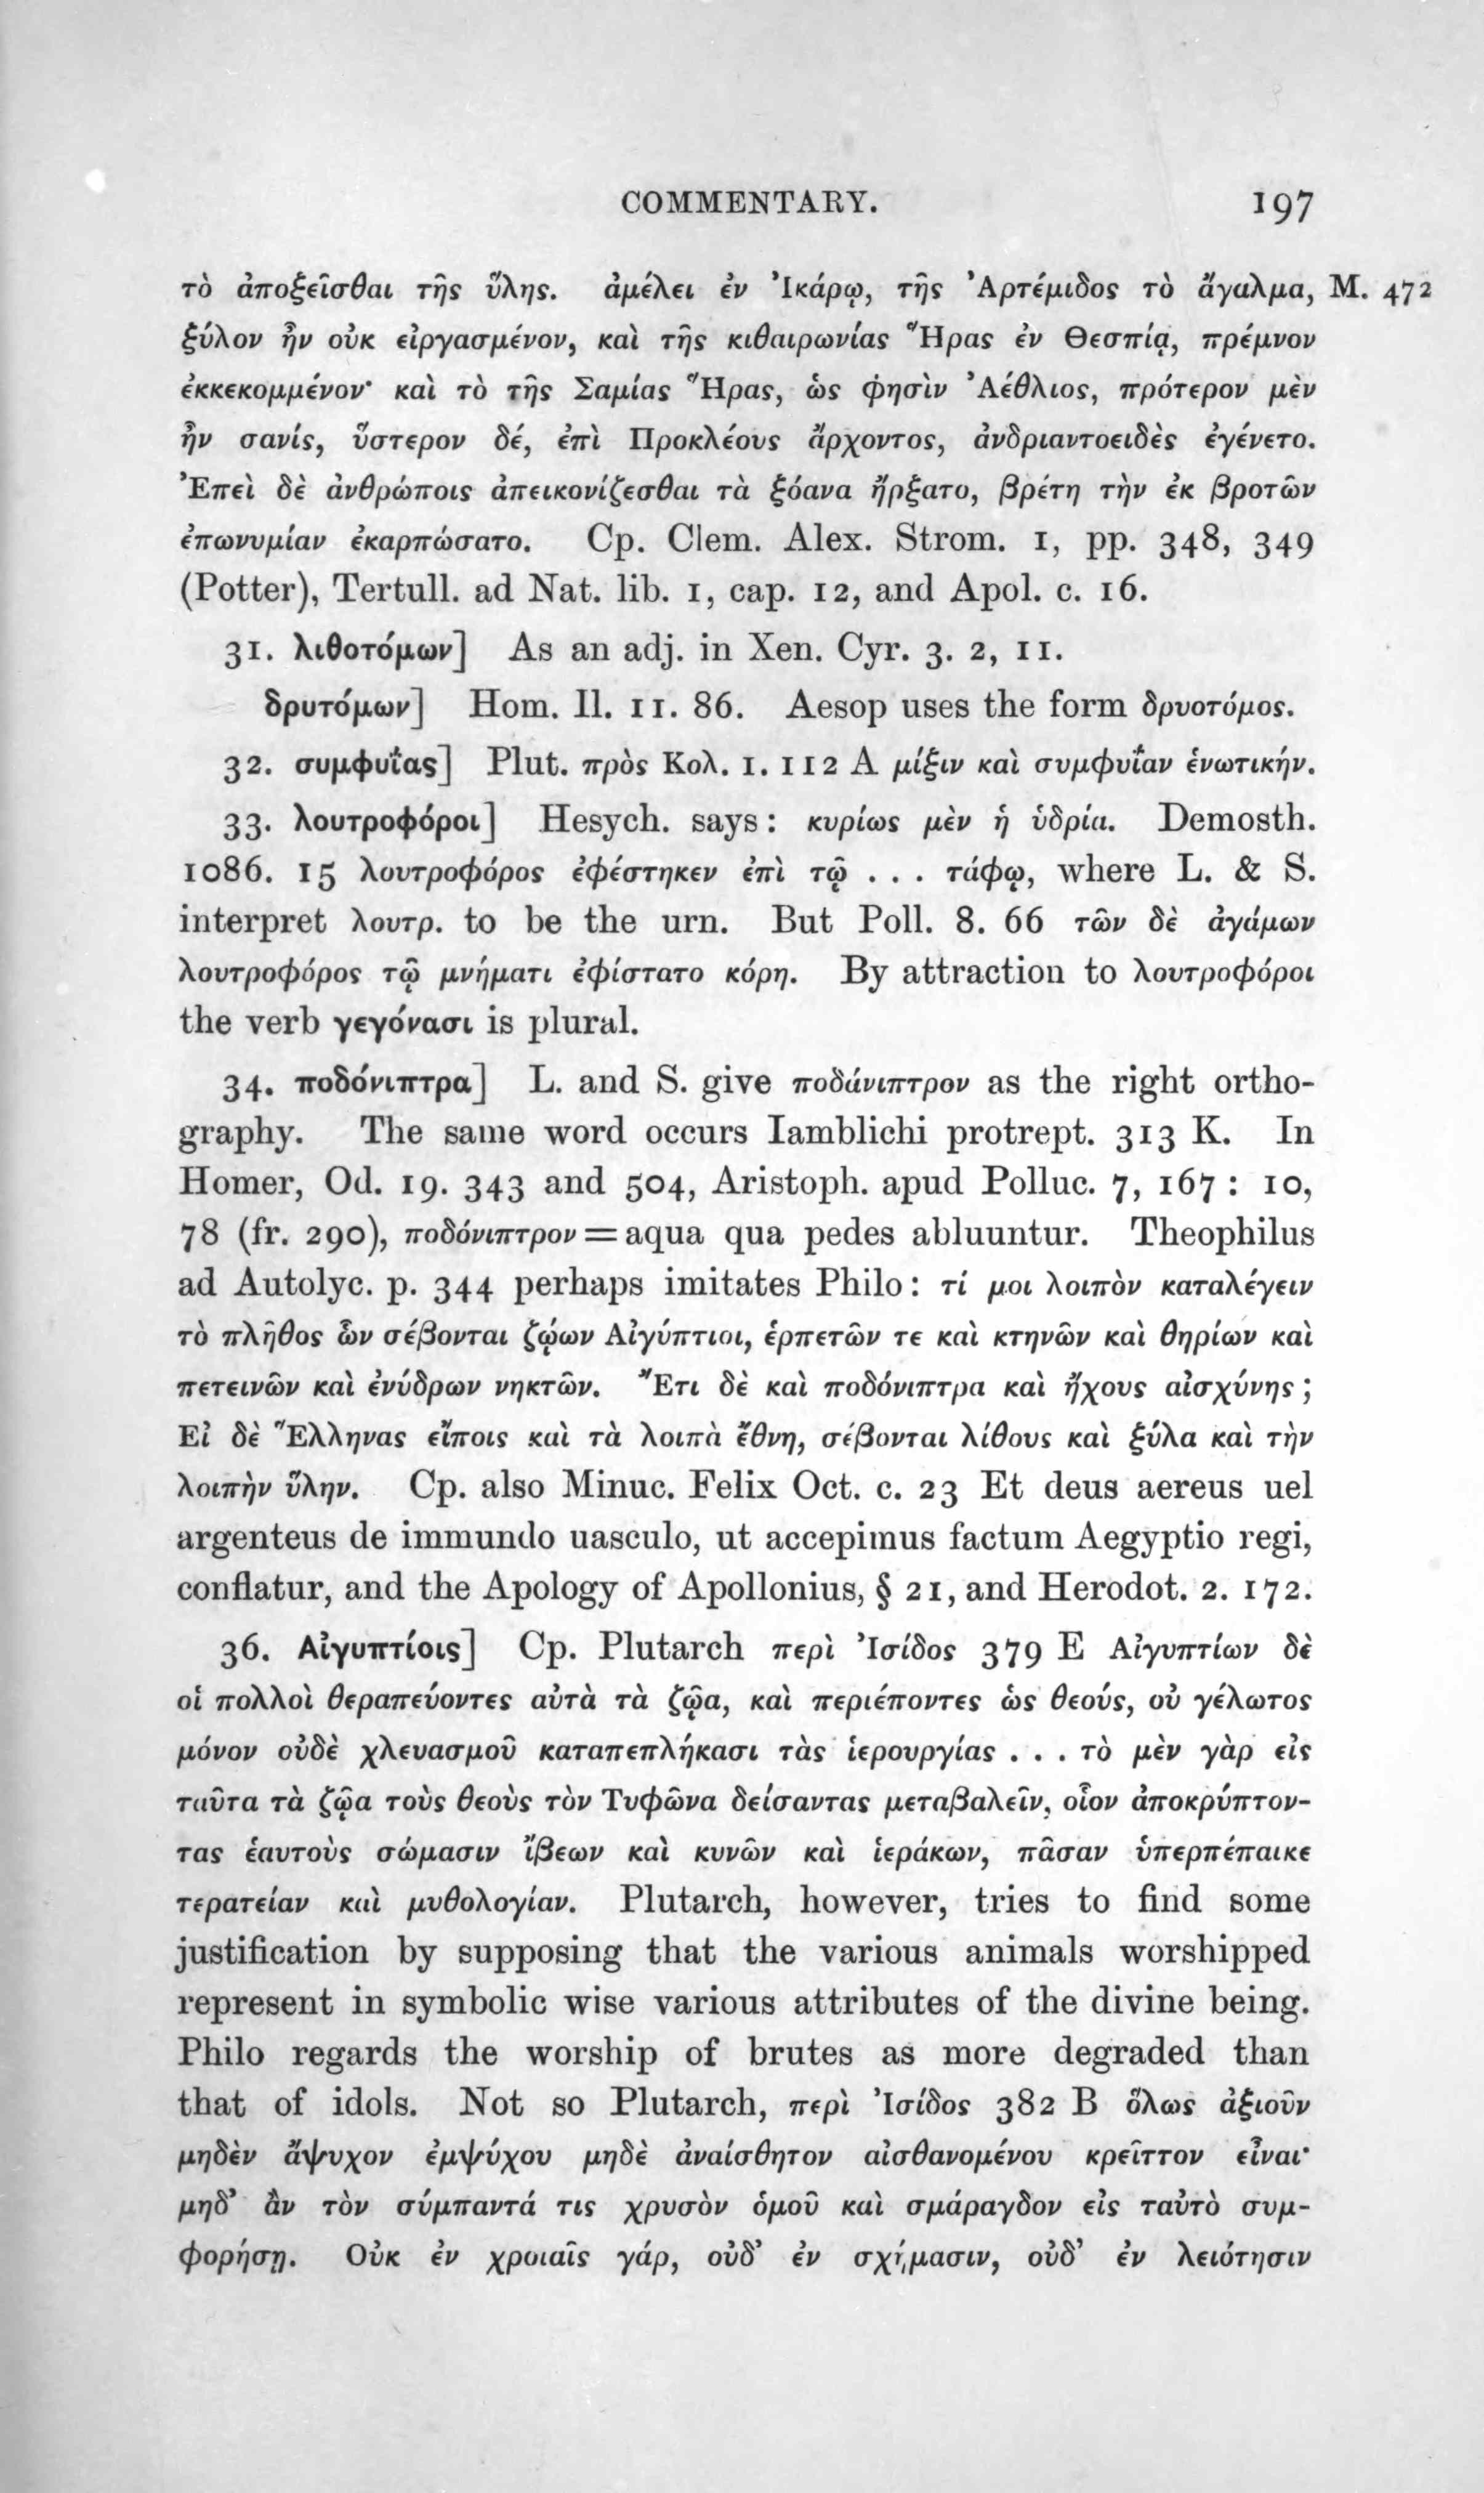 COMMENTARY. 197
τὸ ἀποξεῖσθαι τῆς ὕλης. ἀμέλει ἐν Ἰκάρῳ, τῆς Ἀρτέμιδος τὸ ἄγαλμα, M. 472
ξύλον ἦν οὐκ εἰργασμένον, καὶ τῆς κιθαιρωνίας Ἥρας ἐν Θεσπίᾳ, πρέμνον
ἐκκεκομμένον· καὶ τὸ τῆς Σαμίας Ἥρας, ὡς φησὶν Ἀέθλιος, πρότερον μὲν
ἦν σανίς, ὕστερον δέ, ἐπὶ Προκλέους ἄρχοντος, ἀνδριαντοειδὲς ἐγένετο.
Ἐπεὶ δὲ ἀνθρώποις ἀπεικονίζεσθαι τὰ ξόανα ἤρξατο, βρέτη τὴν ἐκ βροτῶν
ἐπωνυμίαν ἐκαρπώσατο. Cp. Clem. Alex. Strom. 1, pp. 348, 349
(Potter), Tertull. ad Nat. lib. 1, cap. 12, and Apol. c. 16.
31. λιθοτόμων] As an adj. in Xen. Cyr. 3. 2, 11.
δρυτόμων] Hom. Il. 11. 86. Aesop uses the form δρυοτόμος.
32. συμφυΐας] Plut. πρὸς Κολ. 1. 112 A μίξιν καὶ συμφυΐαν ἑνωτικήν.
33. λουτροφόροι] Hesych. says: κυρίως μὲν ἡ ὑδρία. Demosth.
1086. 15 λουτροφόρος ἐφέστηκεν ἐπὶ τῷ . . . τάφῳ, where L. & S.
interpret λουτρ. to be the urn. But Poll. 8. 66 τῶν δὲ ἀγάμων
λουτροφόρος τῷ μνήματι ἐφίστατο κόρη. By attraction to λουτροφόροι
the verb γεγόνασι is plural.
34. ποδόνιπτρα] L. and S. give ποδάνιπτρον as the right ortho-
graphy. The same word occurs Iamblichi protrept. 313 K. In
Homer, Od. 19. 343 and 504, Aristoph. apud Polluc. 7, 167: 10,
78 (fr. 290), ποδόνιπτρον = aqua qua pedes abluuntur. Theophilus
ad Autolyc. p. 344 perhaps imitates Philo: τί μοι λοιπὸν καταλέγειν
τὸ πλῆθος ὧν σέβονται ζῴων Αἰγύπτιοι, ἑρπετῶν τε καὶ κτηνῶν καὶ θηρίων καὶ
πετεινῶν καὶ ἐνύδρων νηκτῶν. Ἔτι δὲ καὶ ποδόνιπτρα καὶ ἤχους αἰσχύνης;
Εἰ δὲ Ἕλληνας εἴποις καὶ τὰ λοιπὰ ἔθνη, σέβονται λίθους καὶ ξύλα καὶ τὴν
λοιπὴν ὕλην. Cp. also Minuc. Felix Oct. c. 23 Et deus aereus uel
argenteus de immundo uasculo, ut accepimus factum Aegyptio regi,
conflatur, and the Apology of Apollonius, § 21, and Herodot. 2. 172.
36. Αἰγυπτίοις] Cp. Plutarch περὶ Ἰσίδος 379 E Αἰγυπτίων δὲ
οἱ πολλοὶ θεραπεύοντες αὐτὰ τὰ ζῷα, καὶ περιέποντες ὡς θεούς, οὐ γέλωτος
μόνον οὐδὲ χλευασμοῦ καταπεπλήκασι τὰς ἱερουργίας . . . τὸ μὲν γὰρ εἰς
ταῦτα τὰ ζῷα τοὺς θεοὺς τὸν Τυφῶνα δείσαντας μεταβαλεῖν, οἷον ἀποκρύπτον-
τας ἑαυτοὺς σώμασιν ἴβεων καὶ κυνῶν καὶ ἱεράκων, πᾶσαν ὑπερπέπαικε
τερατείαν καὶ μυθολογίαν. Plutarch, however, tries to find some
justification by supposing that the various animals worshipped
represent in symbolic wise various attributes of the divine being.
Philo regards the worship of brutes as more degraded than
that of idols. Not so Plutarch, περὶ Ἰσίδος 382 B ὅλως ἀξιοῦν
μηδὲν ἄψυχον ἐμψύχου μηδὲ ἀναίσθητον αἰσθανομένου κρεῖττον εἶναι·
μηδ’ ἂν τὸν σύμπαντά τις χρυσὸν ὁμοῦ καὶ σμάραγδον εἰς ταὐτὸ συμ-
φορήσῃ. Οὐκ ἐν χροιαῖς γάρ, οὐδ’ ἐν σχήμασιν, οὐδ’ ἐν λειότησιν